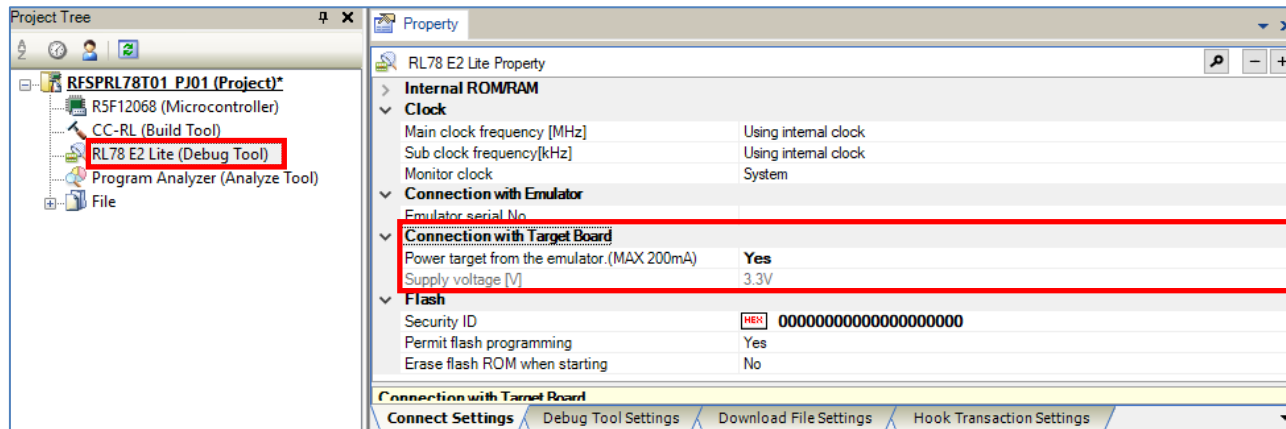 Project Tree
RFSPRL78T01_PJ01 (Project)*
R5F12068 (Microcontroller)
CC-RL (Build Tool)
RL78 E2 Lite (Debug Tool)
Program Analyzer (Analyze Tool)
File
Property
RL78 E2 Lite Property
Internal ROM/RAM
Clock
Main clock frequency [MHz] Using internal clock
Sub clock frequency[kHz] Using internal clock
Monitor clock System
Connection with Emulator
Emulator serial No.
Connection with Target Board
Power target from the emulator.(MAX 200mA) Yes
Supply voltage [V] 3.3V
Flash
Security ID HEX 00000000000000000000
Permit flash programming Yes
Erase flash ROM when starting No
Connection with Target Board
Connect Settings Debug Tool Settings Download File Settings Hook Transaction Settings